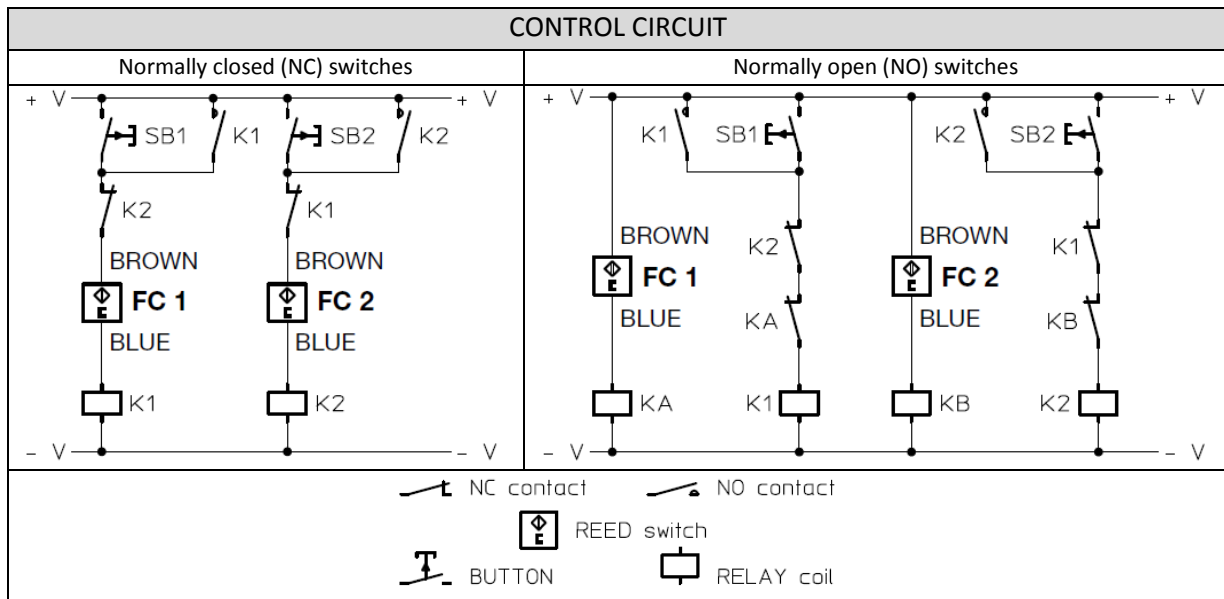 CONTROL CIRCUIT
Normally closed (NC) switches
Normally open (NO) switches
+ V + V
SB1 K1 SB2 K2
K2 K1
BROWN BROWN
FC 1 FC 2
BLUE BLUE
K1 K2
- V - V
+ V + V
K1 SB1 K2 SB2
BROWN K2 BROWN K1
FC 1 FC 2
BLUE KA BLUE KB
KA K1 KB K2
- V - V
NC contact NO contact
REED switch
BUTTON RELAY coil